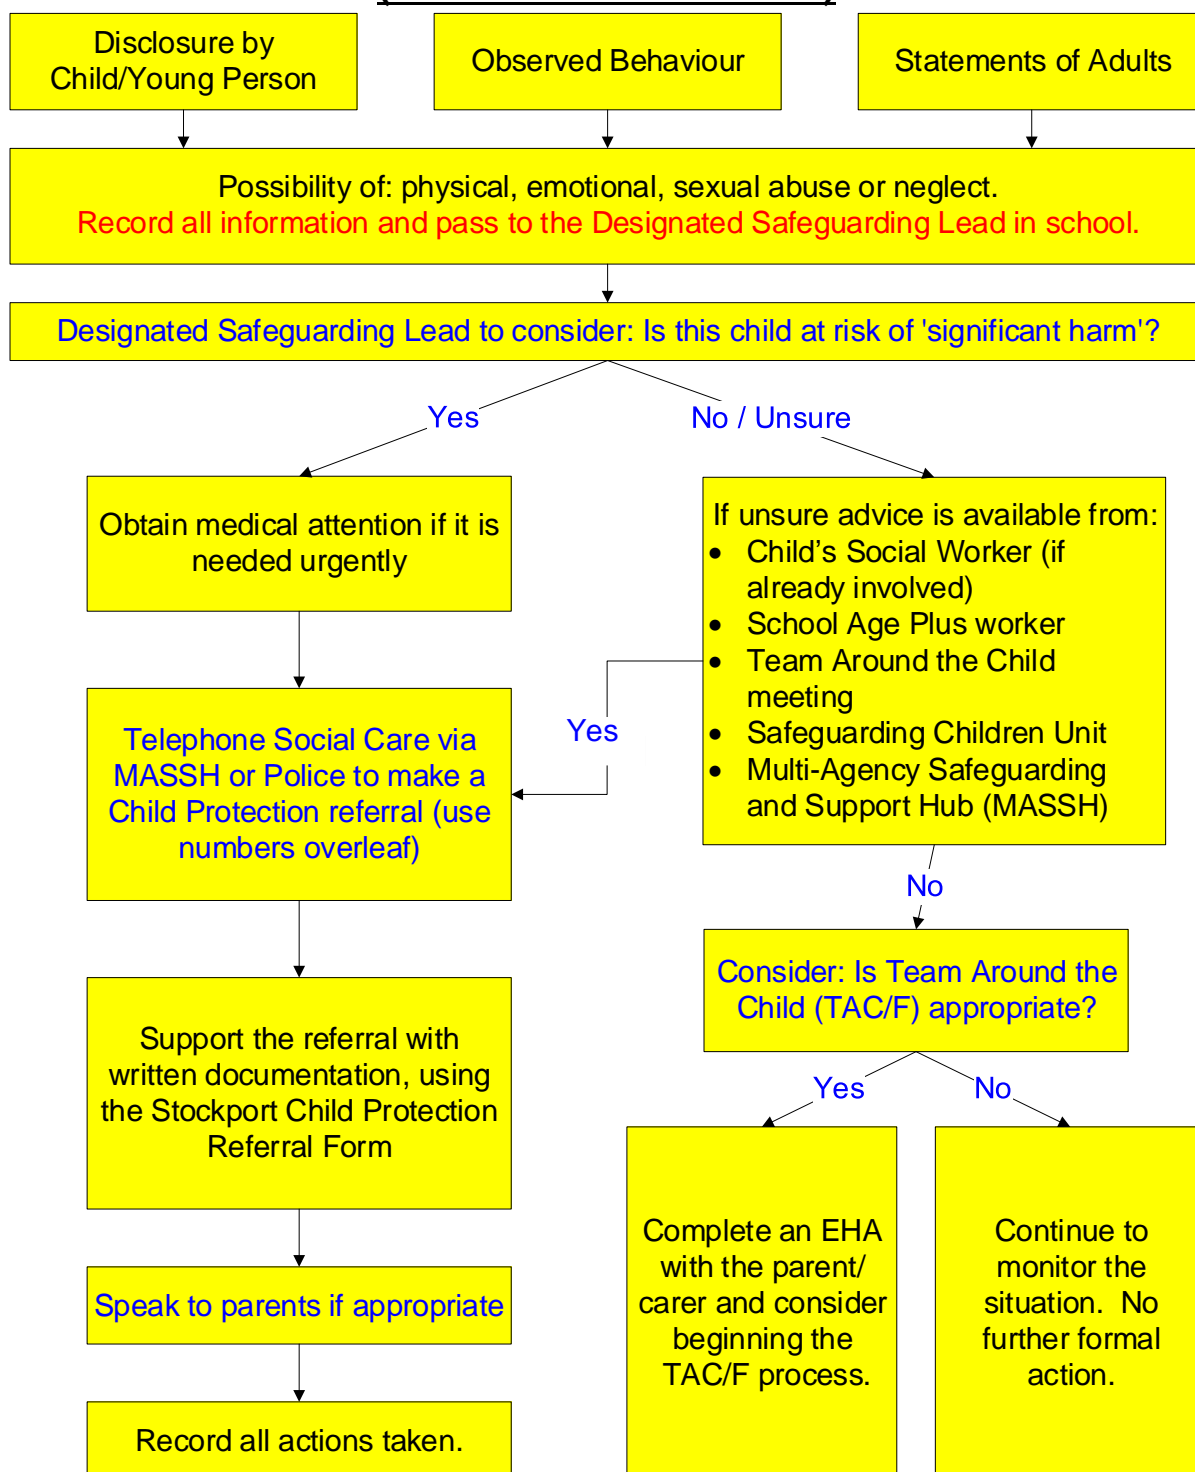 Disclosure by
Child/Young Person
Observed Behaviour
Statements of Adults
Possibility of: physical, emotional, sexual abuse or neglect.
Record all information and pass to the Designated Safeguarding Lead in school.
Designated Safeguarding Lead to consider: Is this child at risk of 'significant harm'?
Yes
No / Unsure
Obtain medical attention if it is
needed urgently
If unsure advice is available from:
• Child’s Social Worker (if
already involved)
• School Age Plus worker
• Team Around the Child
meeting
• Safeguarding Children Unit
• Multi-Agency Safeguarding
and Support Hub (MASSH)
Yes
Telephone Social Care via
MASSH or Police to make a
Child Protection referral (use
numbers overleaf)
No
Consider: Is Team Around the
Child (TAC/F) appropriate?
Support the referral with
written documentation, using
the Stockport Child Protection
Referral Form
Yes
No
Speak to parents if appropriate
Complete an EHA
with the parent/
carer and consider
beginning the
TAC/F process.
Continue to
monitor the
situation.  No
further formal
action.
Record all actions taken.